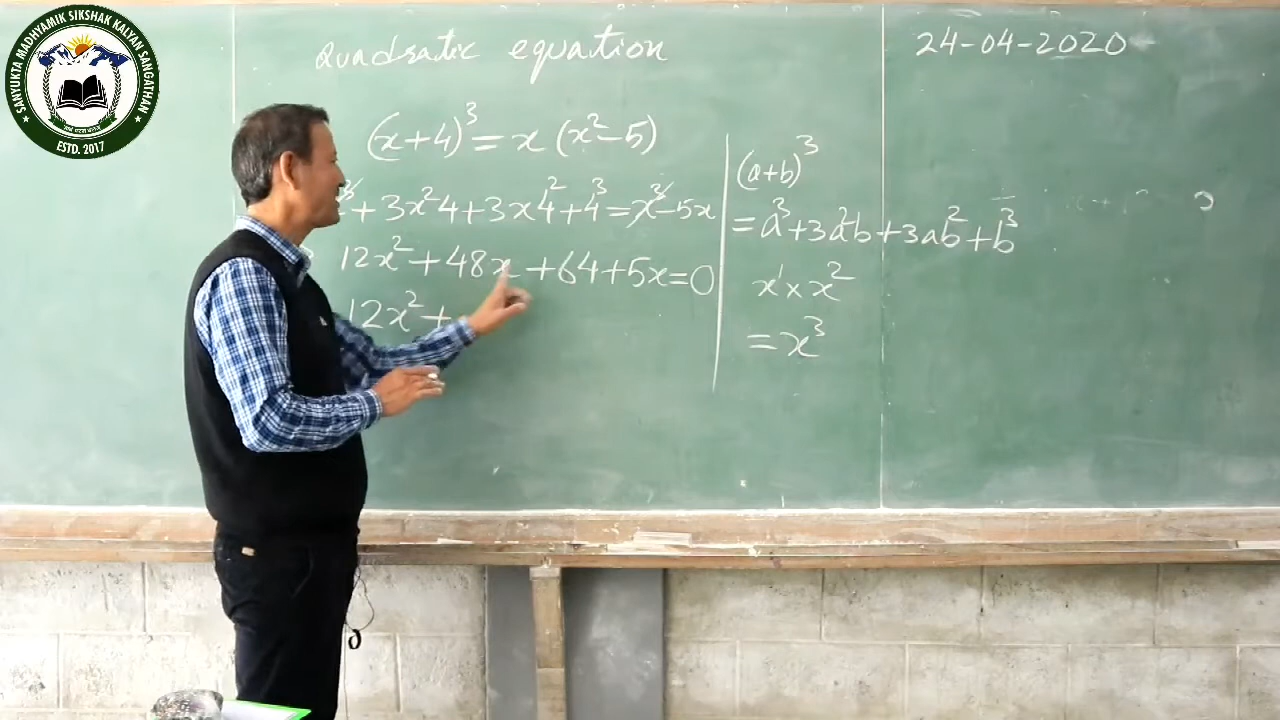 SANYUKTA MADHYAMIK SIKSHAK KALYAN SANGATHAN
ESTD. 2017
Quadratic equation
24-04-2020
(x+4)³ = x (x²-5)
³ + 3x²4 + 3x4² + 4³ = x³ - 5x
12x² + 48x + 64 + 5x = 0
12x² +
(a+b)³
= a³ + 3a²b + 3ab² + b³
x¹ × x²
= x³